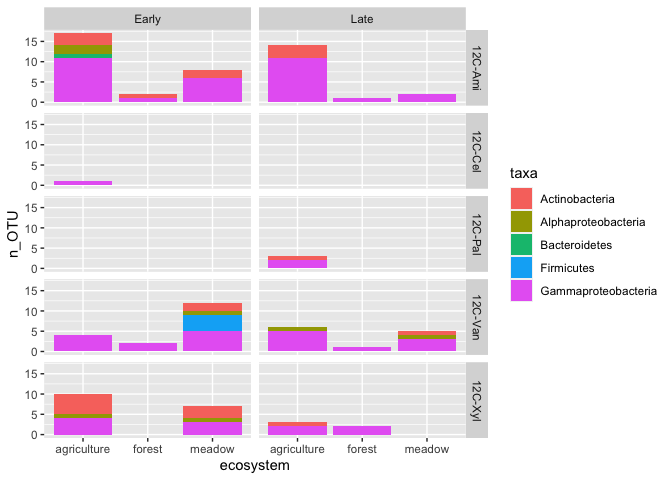 Early
Late
15
10
5
0
12C-Ami
15
10
5
0
12C-Cel
15
10
5
0
12C-Pal
15
10
5
0
12C-Van
15
10
5
0
12C-Xyl
n_OTU
agriculture
forest
meadow
agriculture
forest
meadow
ecosystem
taxa
Actinobacteria
Alphaproteobacteria
Bacteroidetes
Firmicutes
Gammaproteobacteria